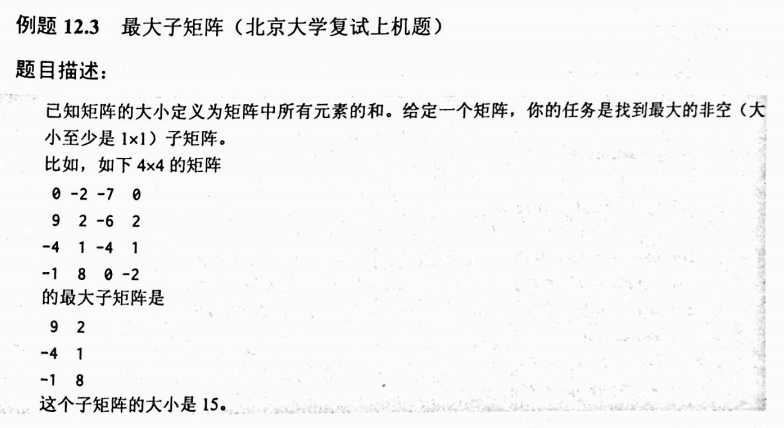 例题 12.3 最大子矩阵（北京大学复试上机题）
题目描述：
已知矩阵的大小定义为矩阵中所有元素的和。给定一个矩阵，你的任务是找到最大的非空（大
小至少是 1×1）子矩阵。
比如，如下 4×4 的矩阵
0 -2 -7 0
9 2 -6 2
-4 1 -4 1
-1 8 0 -2
的最大子矩阵是
9 2
-4 1
-1 8
这个子矩阵的大小是 15。